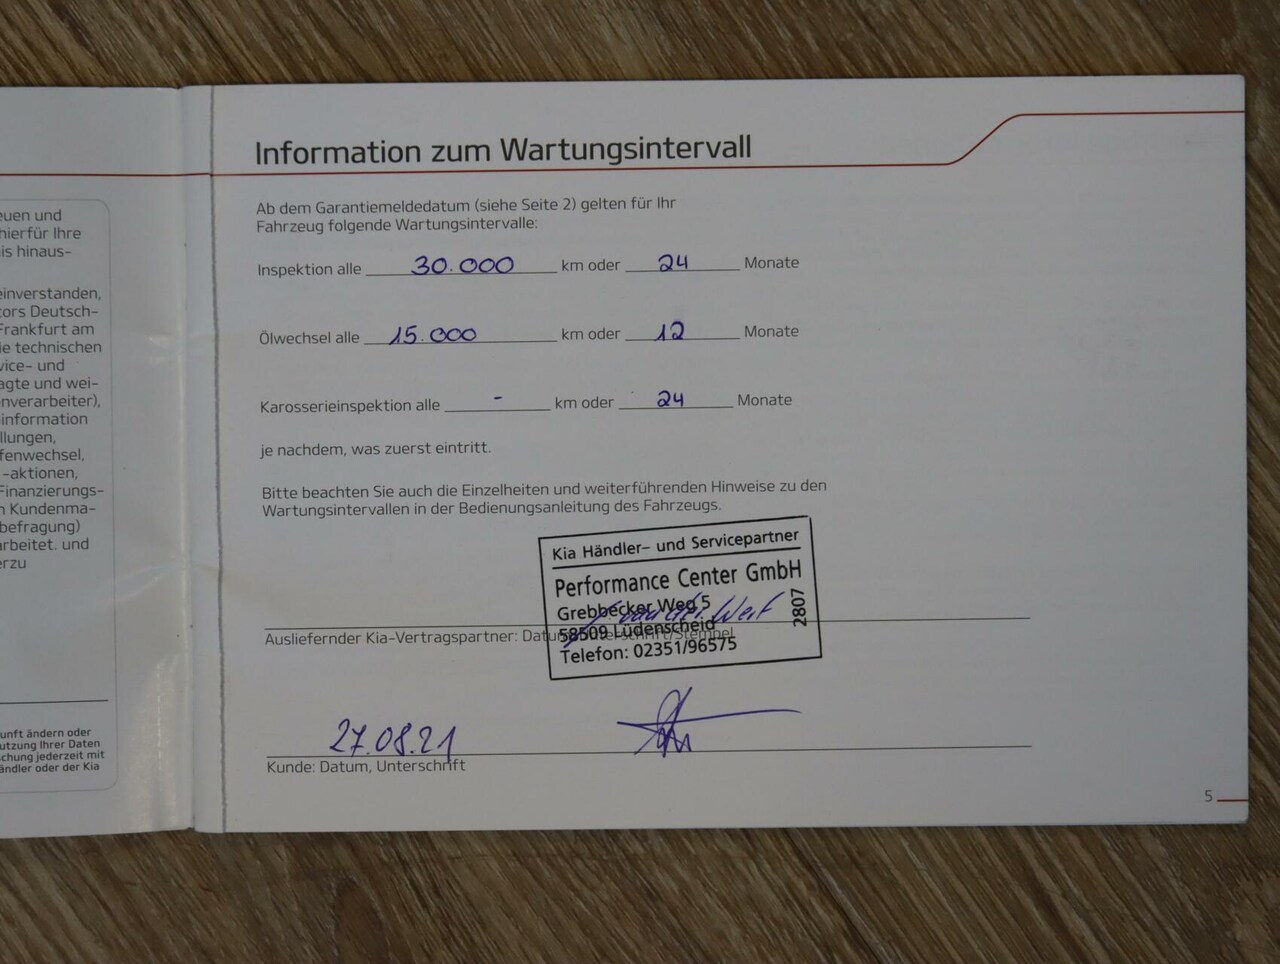 euen und
hierfür Ihre
is hinaus-
einverstanden,
tors Deutsch-
Frankfurt am
ie technischen
vice- und
agte und wei-
nverarbeiter),
information
llungen,
fenwechsel,
-aktionen,
Finanzierungs-
n Kundenma-
befragung)
arbeitet. und
erzu
unft ändern oder
utzung Ihrer Daten
chung jederzeit mit
ändler oder der Kia
Information zum Wartungsintervall
Ab dem Garantiemeldedatum (siehe Seite 2) gelten für Ihr
Fahrzeug folgende Wartungsintervalle:
Inspektion alle 30.000 km oder 24 Monate
Ölwechsel alle 15.000 km oder 12 Monate
Karosserieinspektion alle - km oder 24 Monate
je nachdem, was zuerst eintritt.
Bitte beachten Sie auch die Einzelheiten und weiterführenden Hinweise zu den
Wartungsintervallen in der Bedienungsanleitung des Fahrzeugs.
Kia Händler- und Servicepartner
Performance Center GmbH
Grebbecker Weg 5
58509 Lüdenscheid
Telefon: 02351/96575
2807
Ausliefernder Kia-Vertragspartner: Datum, Unterschrift/Stempel
27.08.21
Kunde: Datum, Unterschrift
5